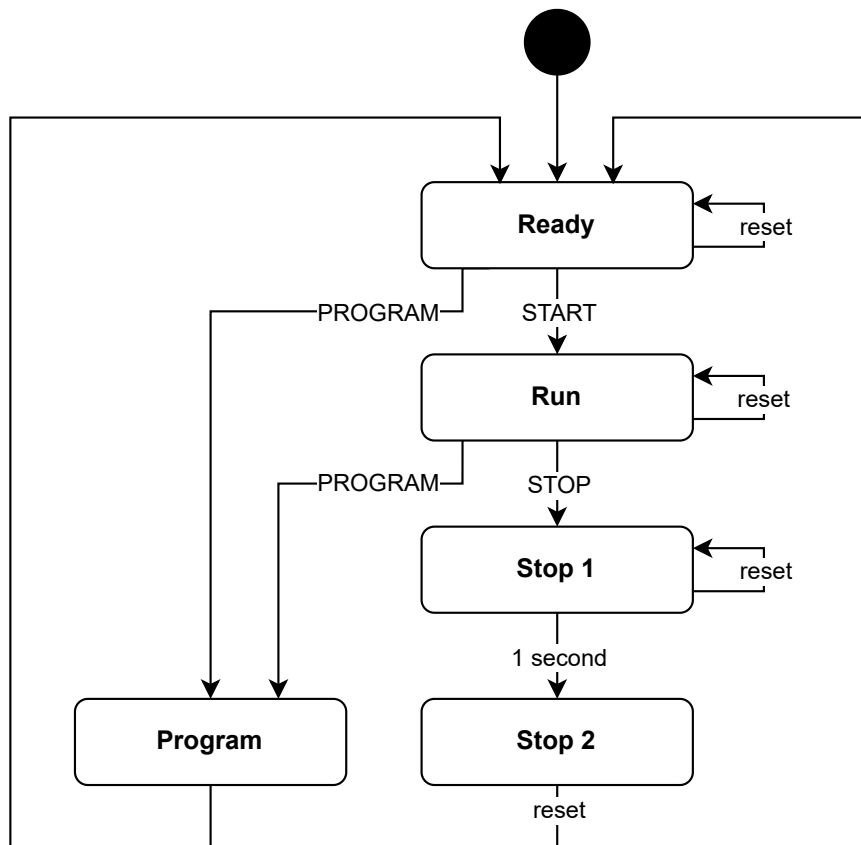 Ready
reset
PROGRAM
START
Run
reset
PROGRAM
STOP
Stop 1
reset
1 second
Program
Stop 2
reset